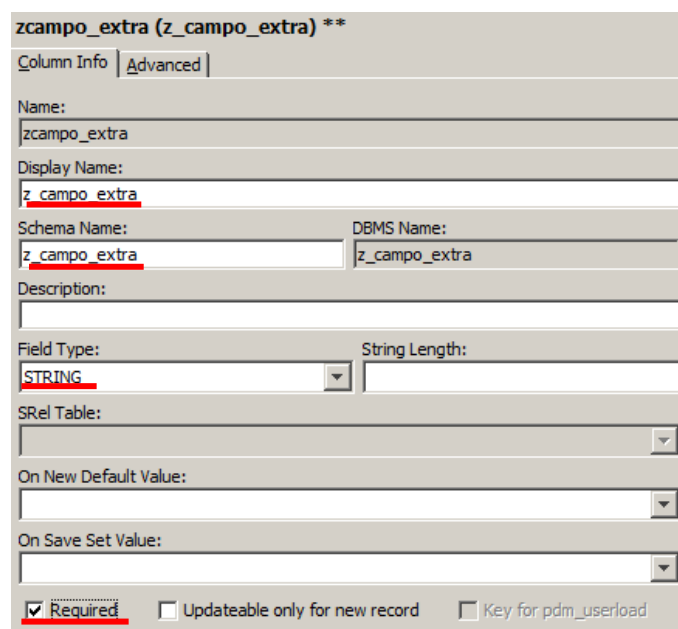 zcampo_extra (z_campo_extra) **
Column Info Advanced
Name:
zcampo_extra
Display Name:
z_campo_extra
Schema Name: DBMS Name:
z_campo_extra z_campo_extra
Description:
Field Type: String Length:
STRING
SRel Table:
On New Default Value:
On Save Set Value:
Required Updateable only for new record Key for pdm_userload